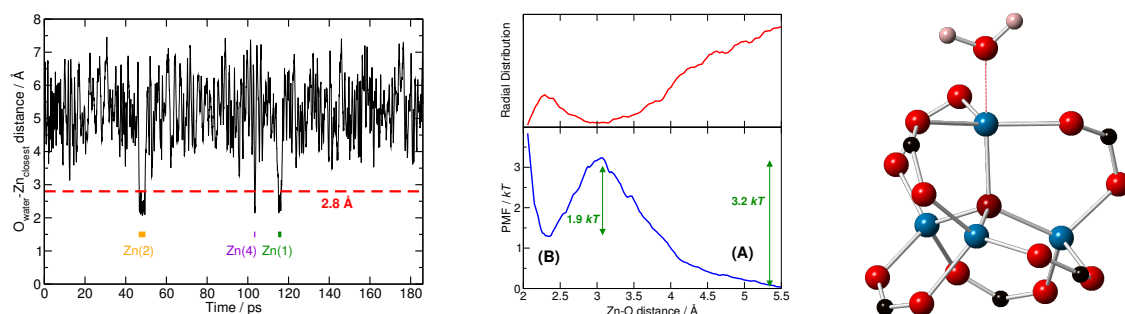 8
7
6
5
4
3
2
1
0
O_water-Zn_closest distance / Å
2.8 Å
Zn(2)
Zn(4)
Zn(1)
0 20 40 60 80 100 120 140 160 180
Time / ps
Radial Distribution
PMF / kT
3
2
1
0
1.9 kT
3.2 kT
(B)
(A)
2 2.5 3 3.5 4 4.5 5 5.5
Zn-O distance / Å